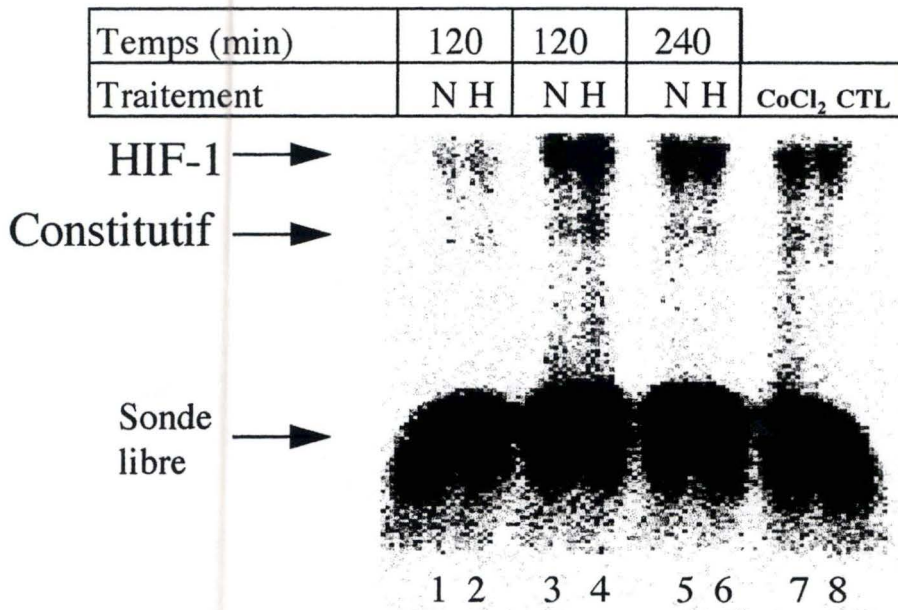 Temps (min) 120 120 240
Traitement N H N H N H CoCl₂ CTL
HIF-1
Constitutif
Sonde
libre
1 2 3 4 5 6 7 8